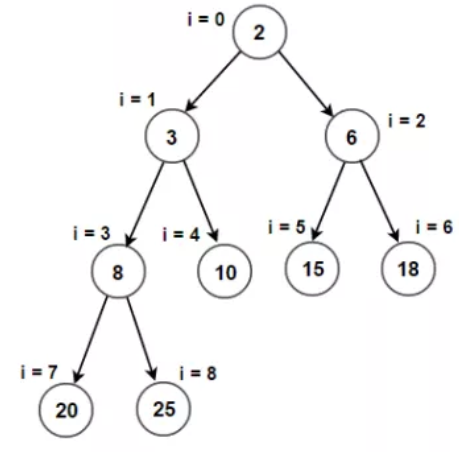 i = 0
2
i = 1
3
6
i = 2
i = 3
8
i = 4
10
i = 5
15
i = 6
18
i = 7
20
i = 8
25